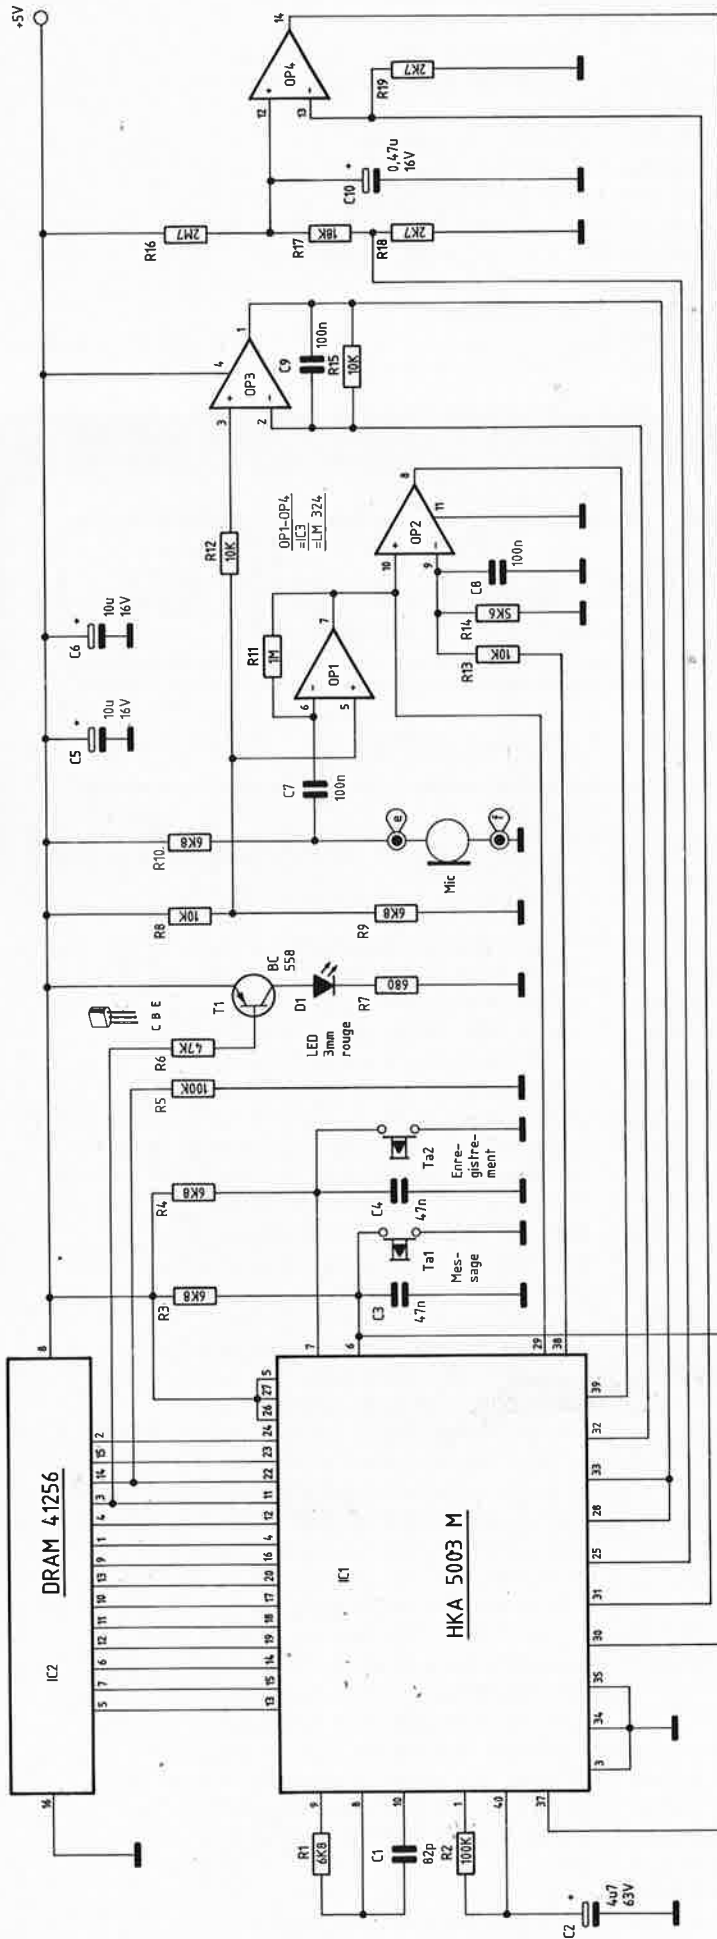 +5V
14
OP4
+
-
12
13
R19
2K7
C10
+
0,47u
16V
R16
2M7
R17
18K
R18
2K7
1
4
OP3
+
-
3
2
C9
100n
R15
10K
R12
10K
OP1-OP4
=IC3
=LM 324
8
OP2
11
+
-
10
9
C8
100n
R14
5K6
R13
10K
C6
+
10u
16V
C5
+
10u
16V
R11
1M
7
OP1
-
+
6
5
C7
100n
R10
6K8
e
Mic
f
R8
10K
R9
6K8
T1
BC
558
C B E
D1
LED
3mm
rouge
R7
680
R6
47K
R5
100K
R4
6K8
C4
47n
Ta2
Enre-
gistre-
ment
R3
6K8
C3
47n
Ta1
Mes-
sage
8
DRAM 41256
IC2
16
2
15
14
3
4
1
9
13
10
11
12
6
7
5
5
27
26
24
23
22
11
12
4
16
20
17
18
19
14
15
13
7
6
29
38
IC1
HKA 5003 M
39
32
33
28
25
31
30
35
34
3
9
8
10
1
40
37
R1
6K8
C1
82p
R2
100K
C2
+
4u7
63V